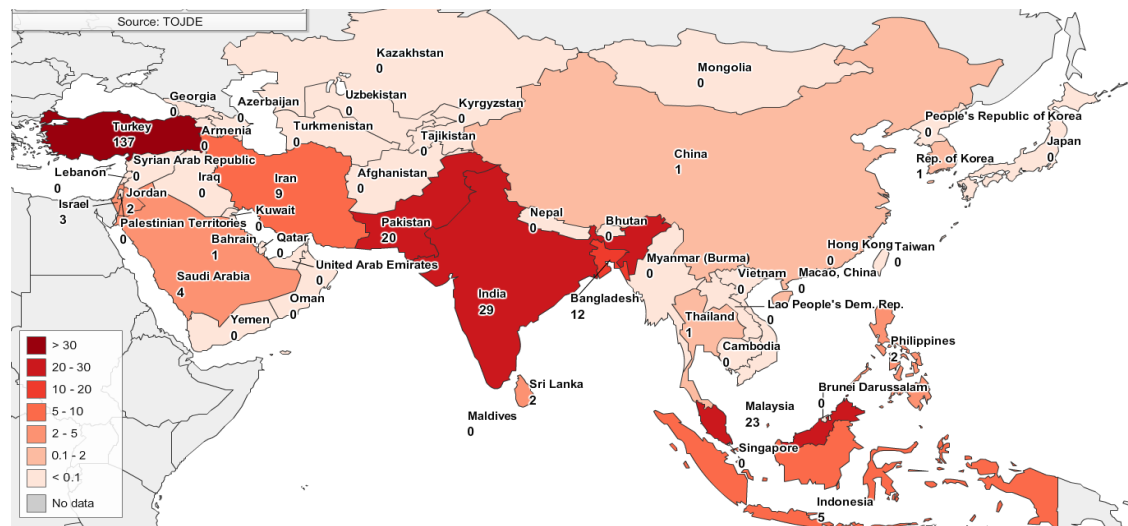 Source: TOJDE
Kazakhstan
0
Mongolia
0
Georgia
0
Azerbaijan
0
Uzbekistan
0
Kyrgyzstan
0
Turkey
137
Armenia
0
Turkmenistan
0
Tajikistan
0
People's Republic of Korea
0
Japan
0
Rep. of Korea
1
China
1
Syrian Arab Republic
0
Lebanon
0
Iraq
0
Iran
9
Afghanistan
0
Israel
3
Jordan
2
Palestinian Territories
0
Kuwait
0
Pakistan
20
Nepal
0
Bhutan
0
Bahrain
1
Qatar
0
United Arab Emirates
0
Saudi Arabia
4
Oman
0
Yemen
0
India
29
Bangladesh
12
Myanmar (Burma)
0
Hong Kong
0
Taiwan
0
Macao, China
0
Vietnam
0
Lao People's Dem. Rep.
0
Thailand
1
Cambodia
0
Philippines
2
Sri Lanka
2
Maldives
0
Brunei Darussalam
0
Malaysia
23
Singapore
0
Indonesia
5
> 30
20 - 30
10 - 20
5 - 10
2 - 5
0.1 - 2
< 0.1
No data